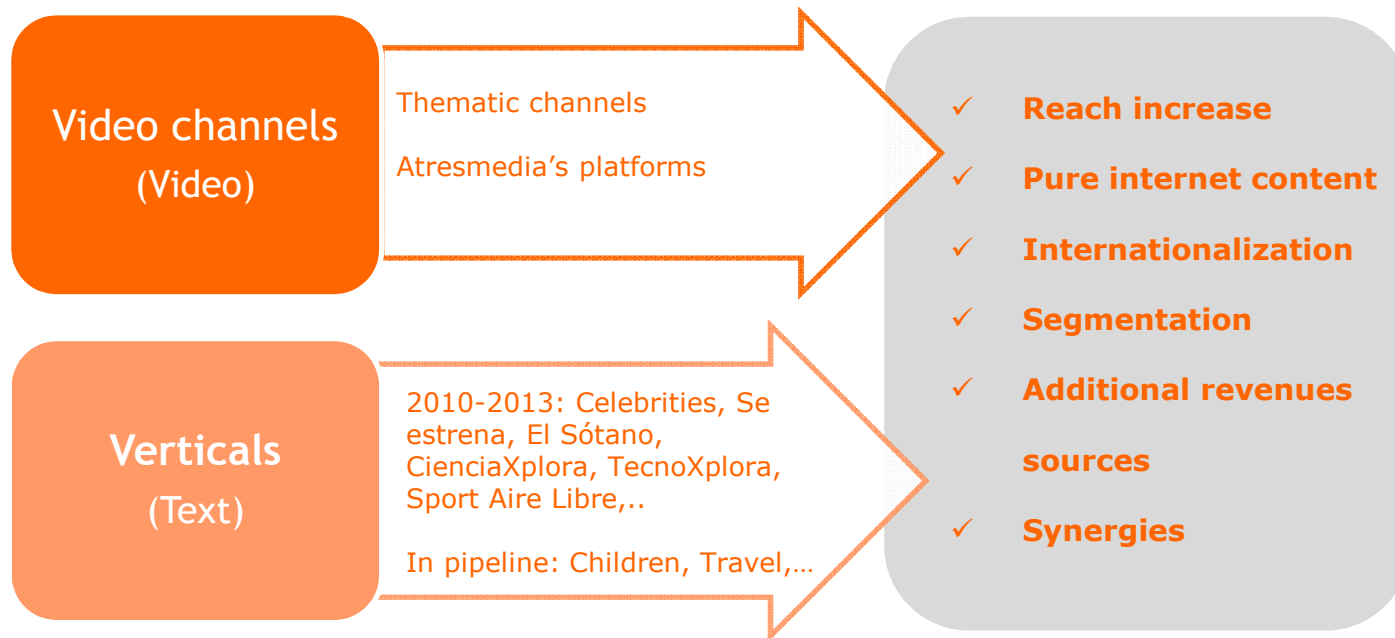 Video channels
(Video)
Thematic channels
Atresmedia’s platforms
Verticals
(Text)
2010-2013: Celebrities, Se
estrena, El Sótano,
CienciaXplora, TecnoXplora,
Sport Aire Libre,..
In pipeline: Children, Travel,…
✓ Reach increase
✓ Pure internet content
✓ Internationalization
✓ Segmentation
✓ Additional revenues
sources
✓ Synergies